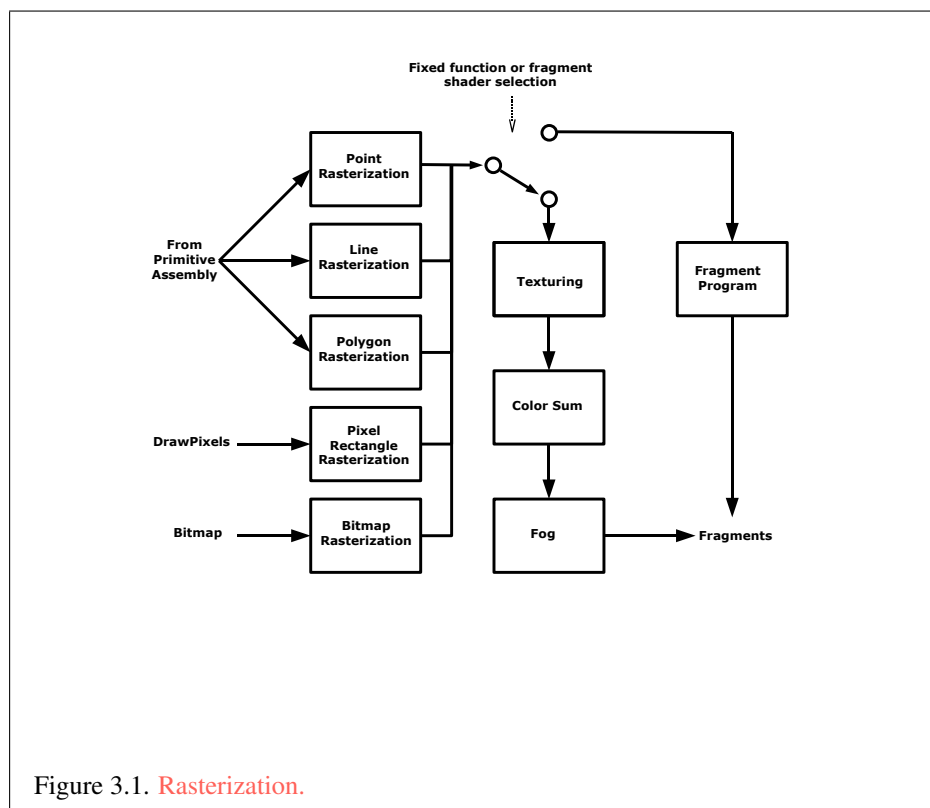 Fixed function or fragment
shader selection
Point
Rasterization
From
Primitive
Assembly
Line
Rasterization
Texturing
Fragment
Program
Polygon
Rasterization
Color Sum
DrawPixels
Pixel
Rectangle
Rasterization
Bitmap
Bitmap
Rasterization
Fog
Fragments
Figure 3.1. Rasterization.